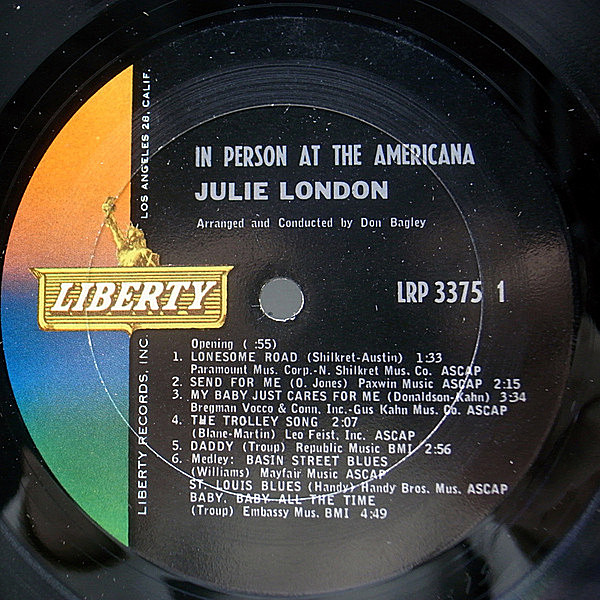 IN PERSON AT THE AMERICANA
JULIE LONDON
Arranged and Conducted by Don Bagley
LOS ANGELES 28, CALIF.
LIBERTY
LIBERTY RECORDS, INC.
LRP 3375 1
Opening ( :55)
1. LONESOME ROAD (Shilkret-Austin) 1:33
Paramount Mus. Corp.-N. Shilkret Mus. Co. ASCAP
2. SEND FOR ME (O. Jones) Paxwin Music ASCAP 2:15
3. MY BABY JUST CARES FOR ME (Donaldson-Kahn) 3:34
Bregman Vocco & Conn, Inc.-Gus Kahn Mus. Co. ASCAP
4. THE TROLLEY SONG 2:07
(Blane-Martin) Leo Feist, Inc. ASCAP
5. DADDY (Troup) Republic Music BMI 2:56
6. Medley: BASIN STREET BLUES
(Williams) Mayfair Music ASCAP
ST. LOUIS BLUES (Handy) Handy Bros. Mus. ASCAP
BABY, BABY ALL THE TIME
(Troup) Embassy Mus. BMI 4:49